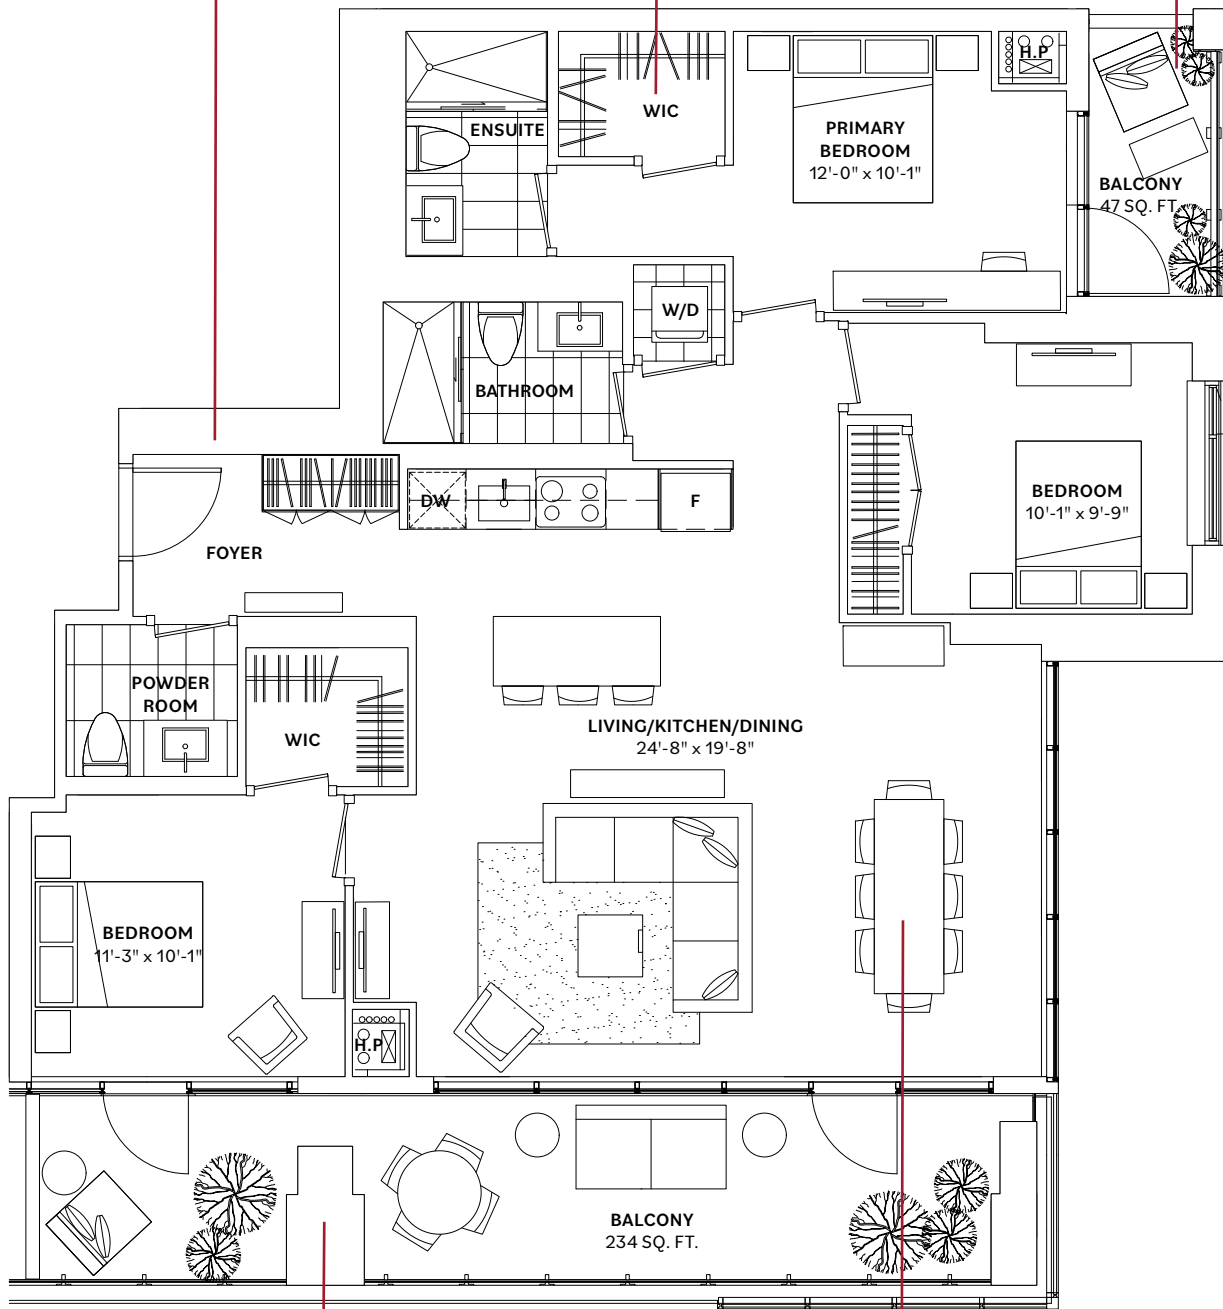 H.P
WIC
ENSUITE
PRIMARY
BEDROOM
12'-0" x 10'-1"
BALCONY
47 SQ. FT.
W/D
BATHROOM
DW
F
BEDROOM
10'-1" x 9'-9"
FOYER
POWDER
ROOM
WIC
LIVING/KITCHEN/DINING
24'-8" x 19'-8"
BEDROOM
11'-3" x 10'-1"
H.P
BALCONY
234 SQ. FT.